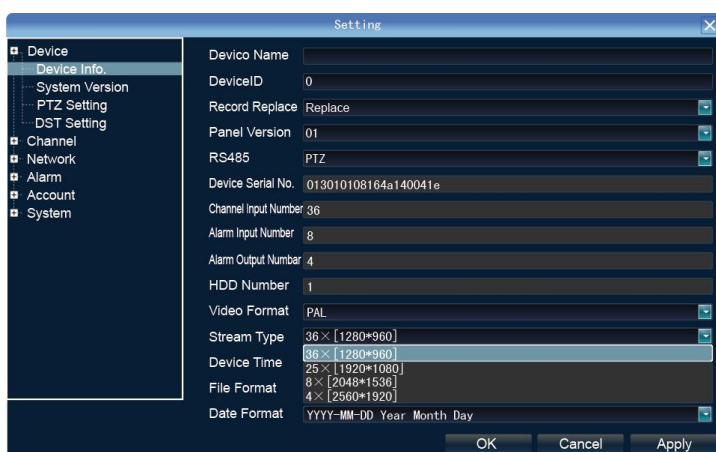 Setting
Device
Device Info.
System Version
PTZ Setting
DST Setting
Channel
Network
Alarm
Account
System
Devico Name
DeviceID 0
Record Replace Replace
Panel Version 01
RS485 PTZ
Device Serial No. 013010108164a140041e
Channel Input Number 36
Alarm Input Number 8
Alarm Output Numbar 4
HDD Number 1
Video Format PAL
Stream Type 36×[1280*960]
36×[1280*960]
Device Time 25×[1920*1080]
File Format 8×[2048*1536]
4×[2560*1920]
Date Format YYYY-MM-DD Year Month Day
OK Cancel Apply